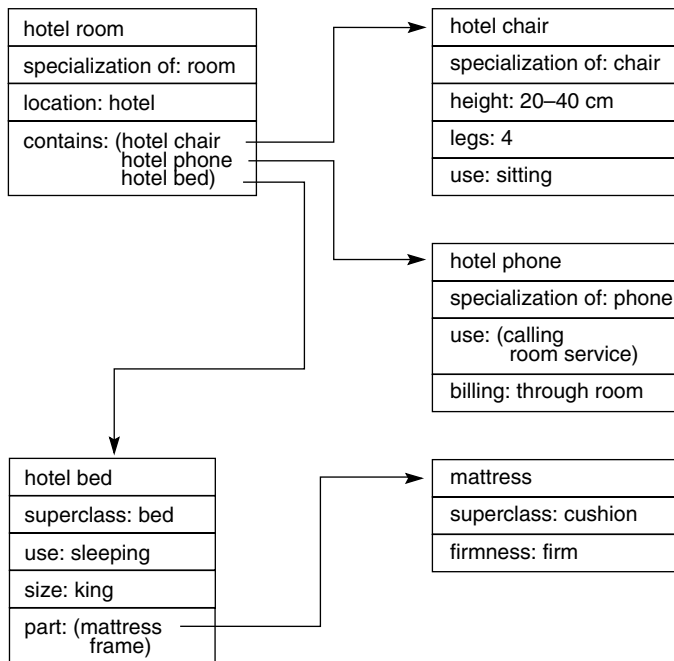 hotel room
specialization of: room
location: hotel
contains: (hotel chair
hotel phone
hotel bed)
hotel chair
specialization of: chair
height: 20–40 cm
legs: 4
use: sitting
hotel phone
specialization of: phone
use: (calling
room service)
billing: through room
hotel bed
superclass: bed
use: sleeping
size: king
part: (mattress
frame)
mattress
superclass: cushion
firmness: firm